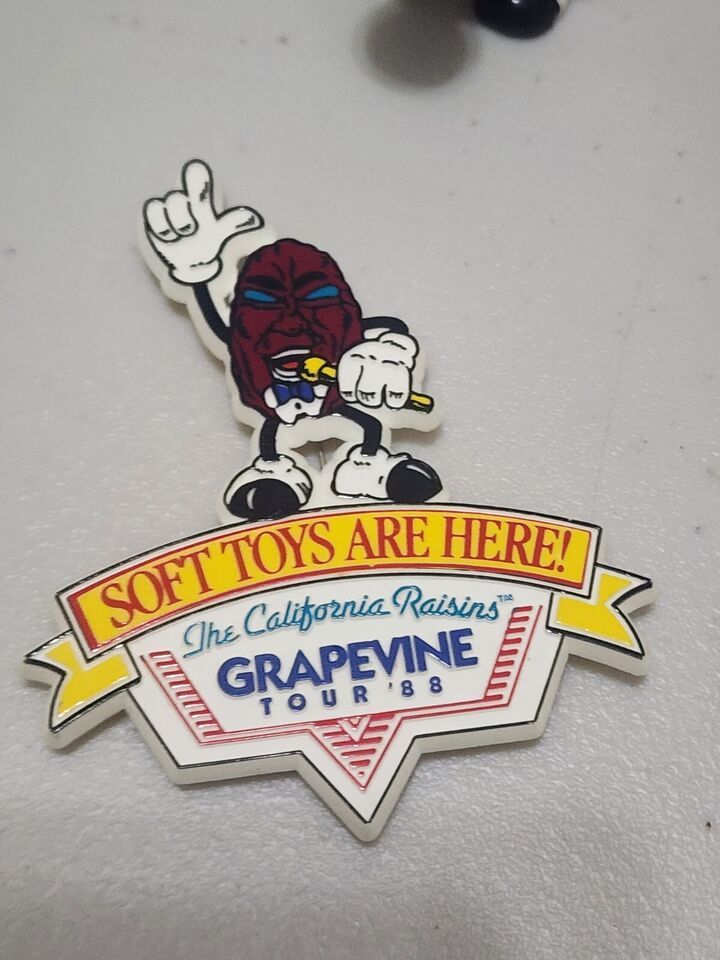 SOFT TOYS ARE HERE!
The California Raisins™
GRAPEVINE
TOUR '88